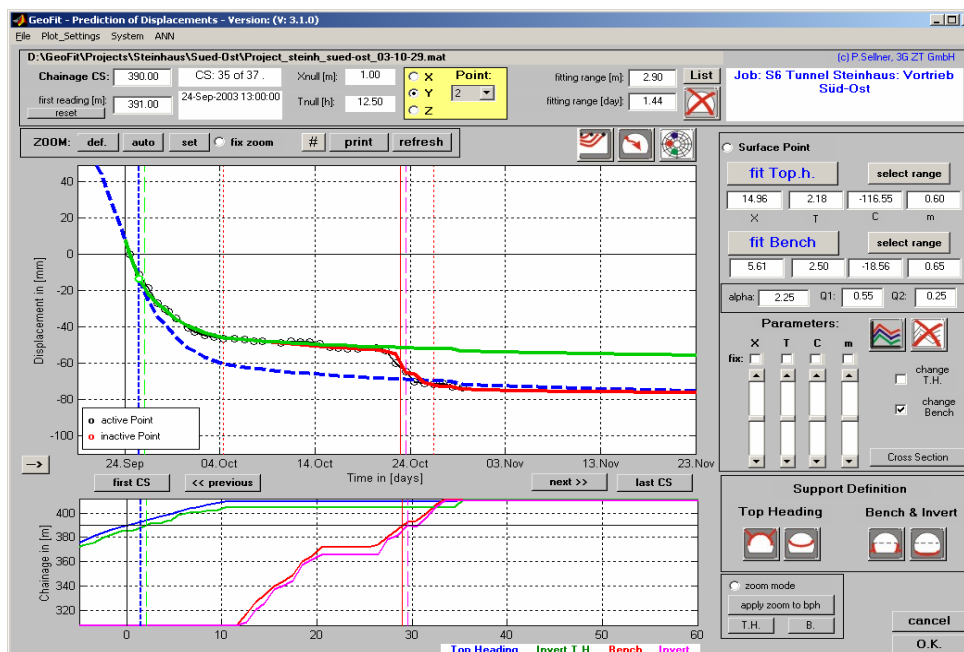 GeoFit - Prediction of Displacements - Version: (V: 3.1.0)
File Plot_Settings System ANN
D:\GeoFit\Projects\Steinhaus\Sued-Ost\Project_steinh_sued-ost_03-10-29.mat
(c) P.Sellner, 3G ZT GmbH
Chainage CS: 390.00 CS: 35 of 37 . Xnull [m]: 1.00 X Point: fitting range [m]: 2.90 List
Job: S6 Tunnel Steinhaus: Vortrieb Süd-Ost
first reading [m]: 391.00 24-Sep-2003 13:00:00 Tnull [h]: 12.50 Y 2 fitting range [day]: 1.44
reset Z
ZOOM: def. auto set fix zoom # print refresh
Surface Point
fit Top.h. select range
14.96 2.18 -116.55 0.60
X T C m
fit Bench select range
5.61 2.50 -18.56 0.65
alpha: 2.25 Q1: 0.55 Q2: 0.25
Parameters:
X T C m
fix:
change T.H.
change Bench
Cross Section
Displacement in [mm]
40
20
0
-20
-40
-60
-80
-100
active Point
inactive Point
24.Sep 04.Oct 14.Oct 24.Oct 03.Nov 13.Nov 23.Nov
Time in [days]
-->
first CS << previous next >> last CS
Chainage in [m]
400
380
360
340
320
0 10 20 30 40 50 60
Top Heading Invert T.H. Bench Invert
Support Definition
Top Heading Bench & Invert
zoom mode
apply zoom to bph
T.H. B.
cancel
O.K.